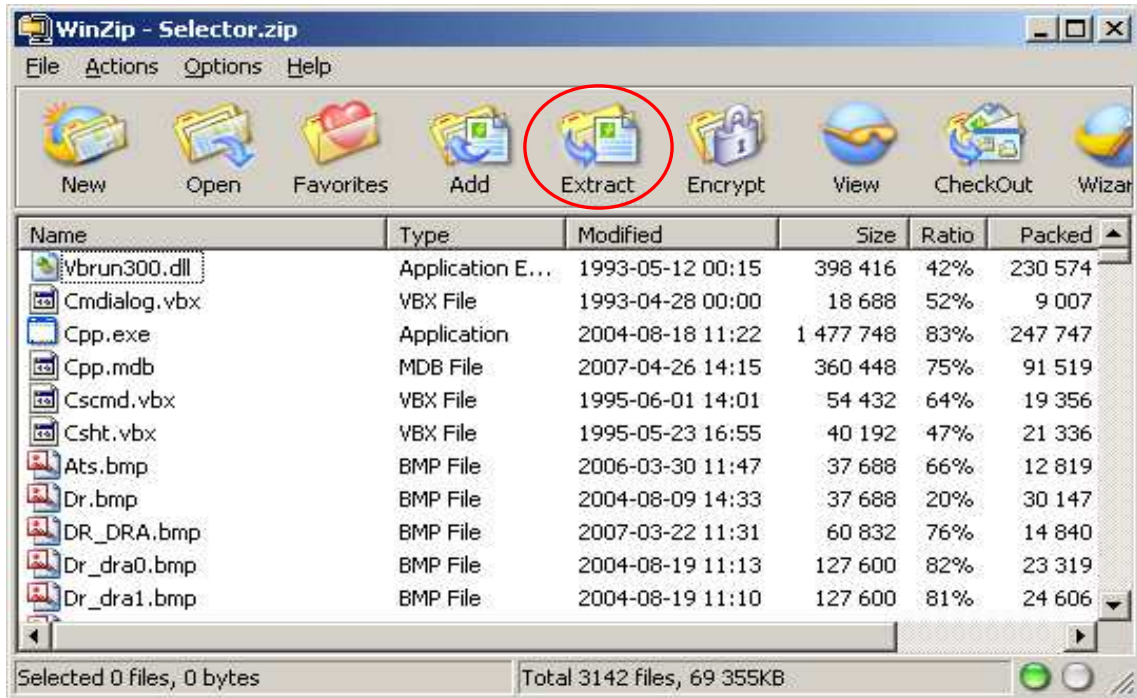 WinZip - Selector.zip
File Actions Options Help
New Open Favorites Add Extract Encrypt View CheckOut Wizar
Name Type Modified Size Ratio Packed
Vbrun300.dll Application E... 1993-05-12 00:15 398 416 42% 230 574
Cmdialog.vbx VBX File 1993-04-28 00:00 18 688 52% 9 007
Cpp.exe Application 2004-08-18 11:22 1 477 748 83% 247 747
Cpp.mdb MDB File 2007-04-26 14:15 360 448 75% 91 519
Cscmd.vbx VBX File 1995-06-01 14:01 54 432 64% 19 356
Csht.vbx VBX File 1995-05-23 16:55 40 192 47% 21 336
Ats.bmp BMP File 2006-03-30 11:47 37 688 66% 12 819
Dr.bmp BMP File 2004-08-09 14:33 37 688 20% 30 147
DR_DRA.bmp BMP File 2007-03-22 11:31 60 832 76% 14 840
Dr_dra0.bmp BMP File 2004-08-19 11:13 127 600 82% 23 319
Dr_dra1.bmp BMP File 2004-08-19 11:10 127 600 81% 24 606
Selected 0 files, 0 bytes Total 3142 files, 69 355KB